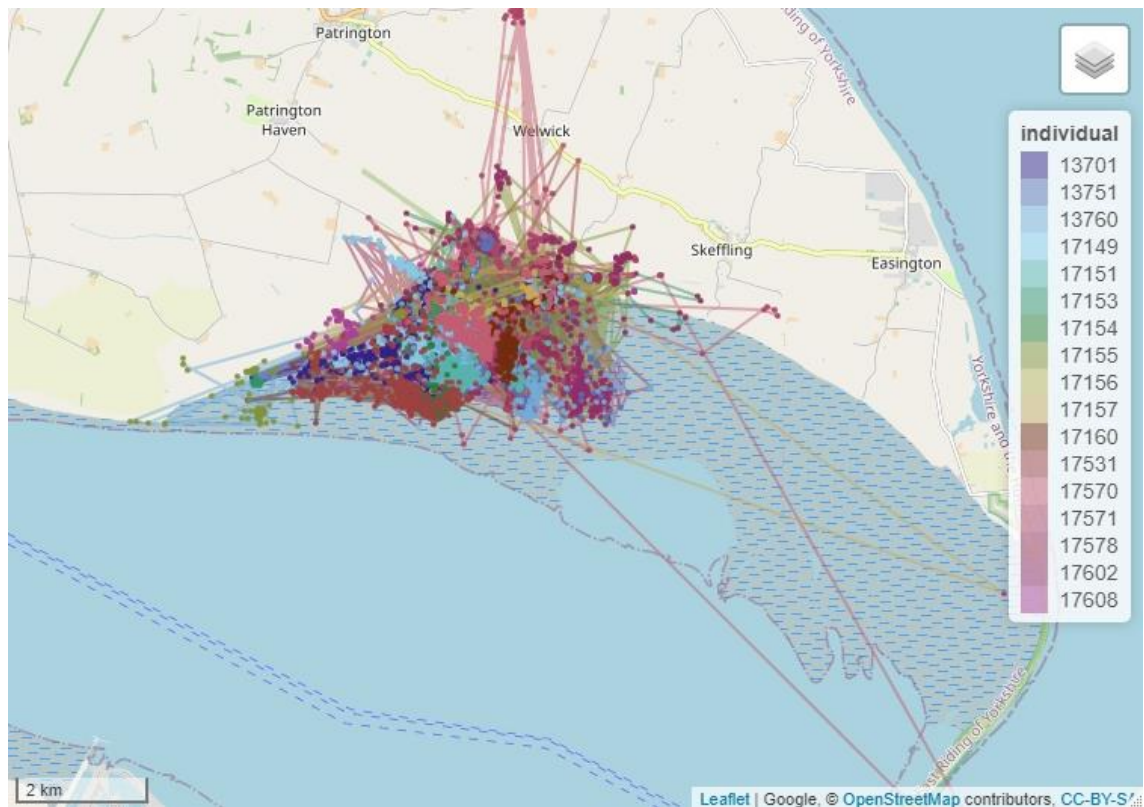 Patrington
Patrington
Haven
Welwick
Skeffling
Easington
Riding of Yorkshire
Yorkshire and
Riding of Yorkshire
individual
13701
13751
13760
17149
17151
17153
17154
17155
17156
17157
17160
17531
17570
17571
17578
17602
17608
2 km
Leaflet | Google, © OpenStreetMap contributors, CC-BY-SA